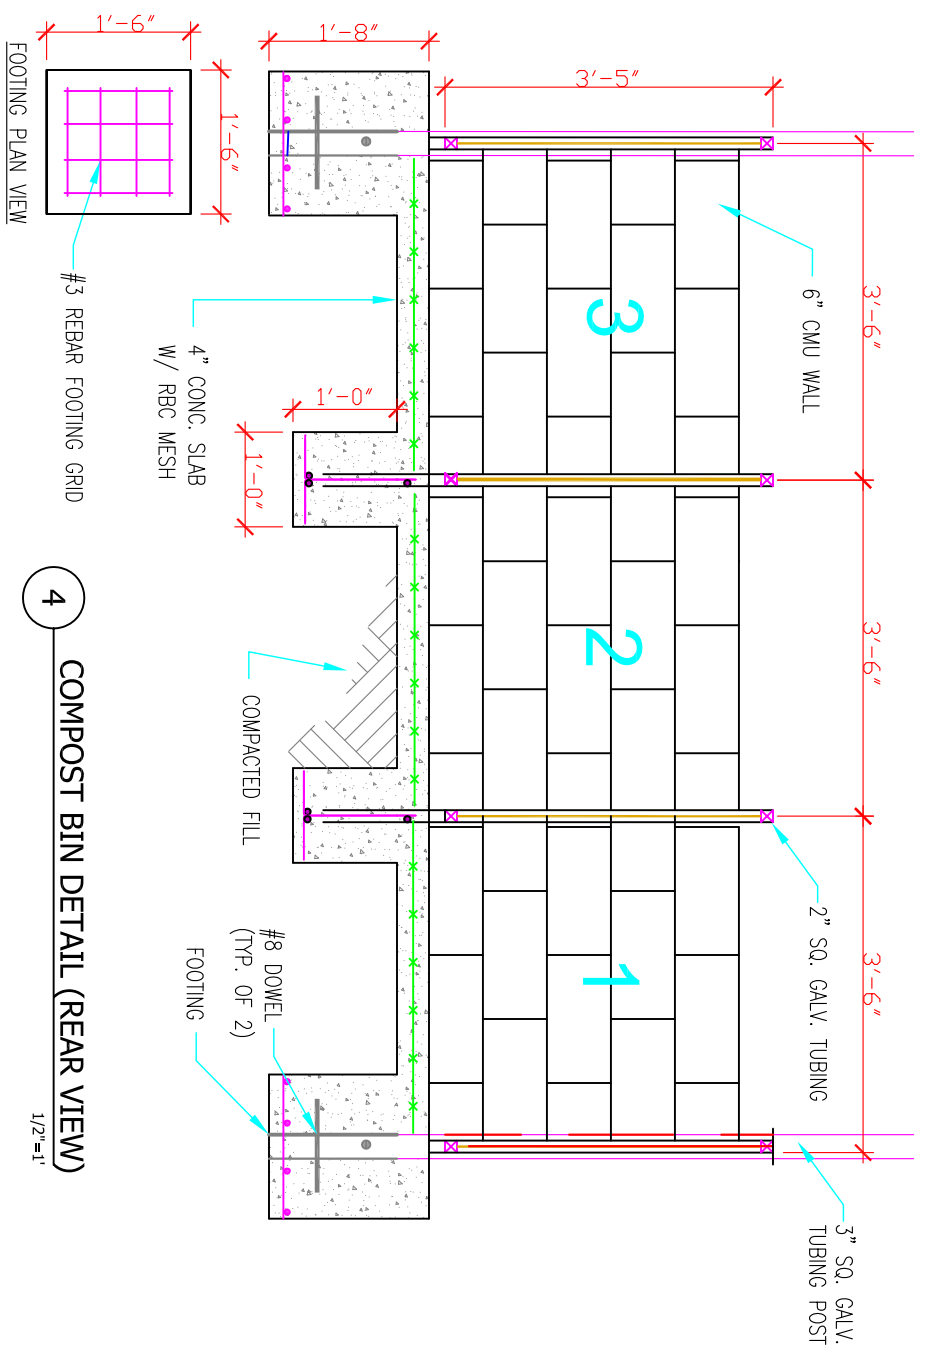 3" SQ. GALV.
TUBING POST
3'-6"
3'-6"
3'-6"
6" CMU WALL
2" SQ. GALV. TUBING
3'-5"
3
2
1
1'-8"
1'-0"
1'-0"
4" CONC. SLAB
W/ RBC MESH
COMPACTED FILL
#8 DOWEL
(TYP. OF 2)
FOOTING
1'-6"
1'-6"
#3 REBAR FOOTING GRID
FOOTING PLAN VIEW
4
COMPOST BIN DETAIL (REAR VIEW)
1/2"=1'